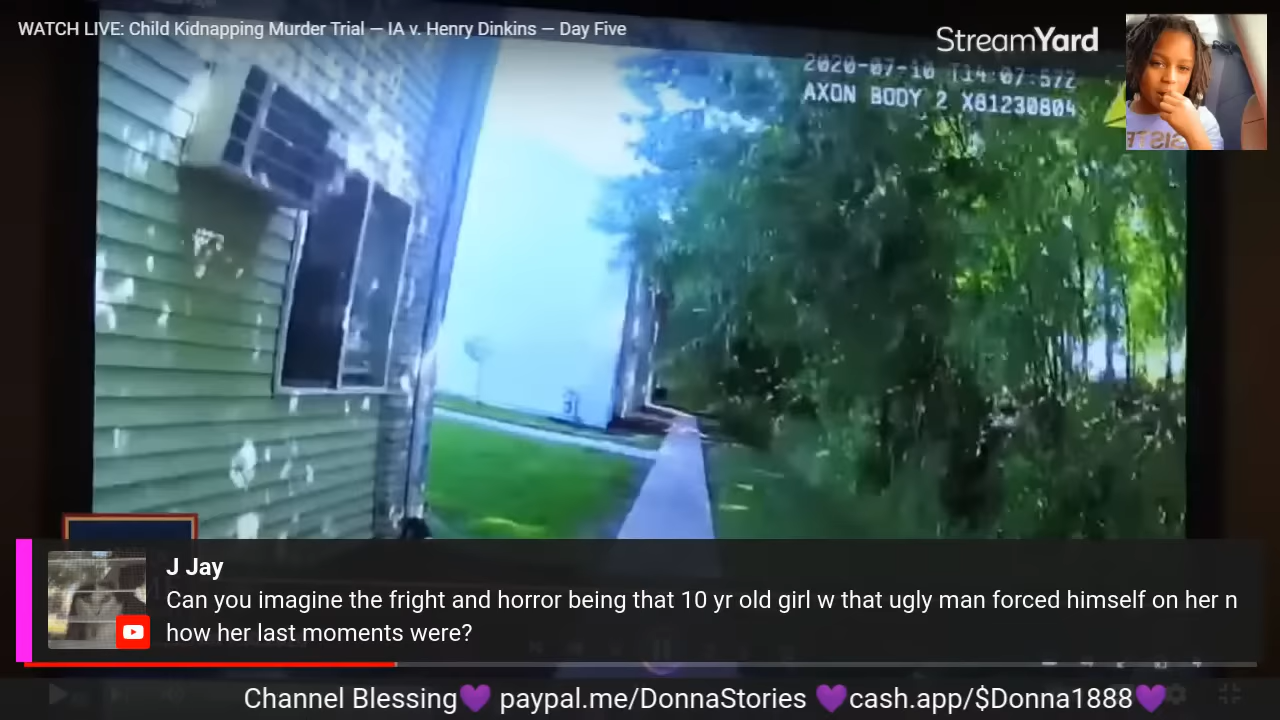 WATCH LIVE: Child Kidnapping Murder Trial — IA v. Henry Dinkins — Day Five
StreamYard
2020-07-10 T14:07:57Z
AXON BODY 2 X81230804
J Jay
Can you imagine the fright and horror being that 10 yr old girl w that ugly man forced himself on her n
how her last moments were?
Channel Blessing💜 paypal.me/DonnaStories 💜cash.app/$Donna1888💜